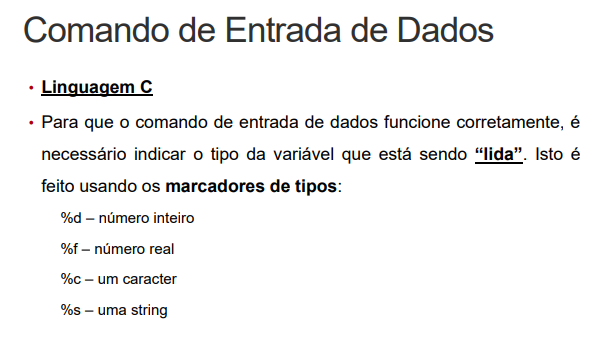 Comando de Entrada de Dados
• Linguagem C
• Para que o comando de entrada de dados funcione corretamente, é
necessário indicar o tipo da variável que está sendo “lida”. Isto é
feito usando os marcadores de tipos:
%d – número inteiro
%f – número real
%c – um caracter
%s – uma string